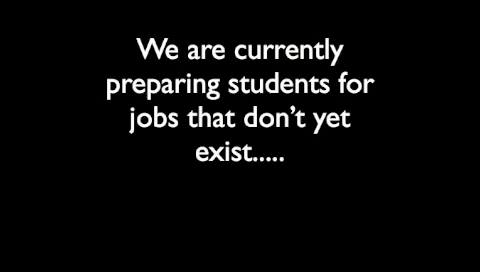 We are currently
preparing students for
jobs that don’t yet
exist.....